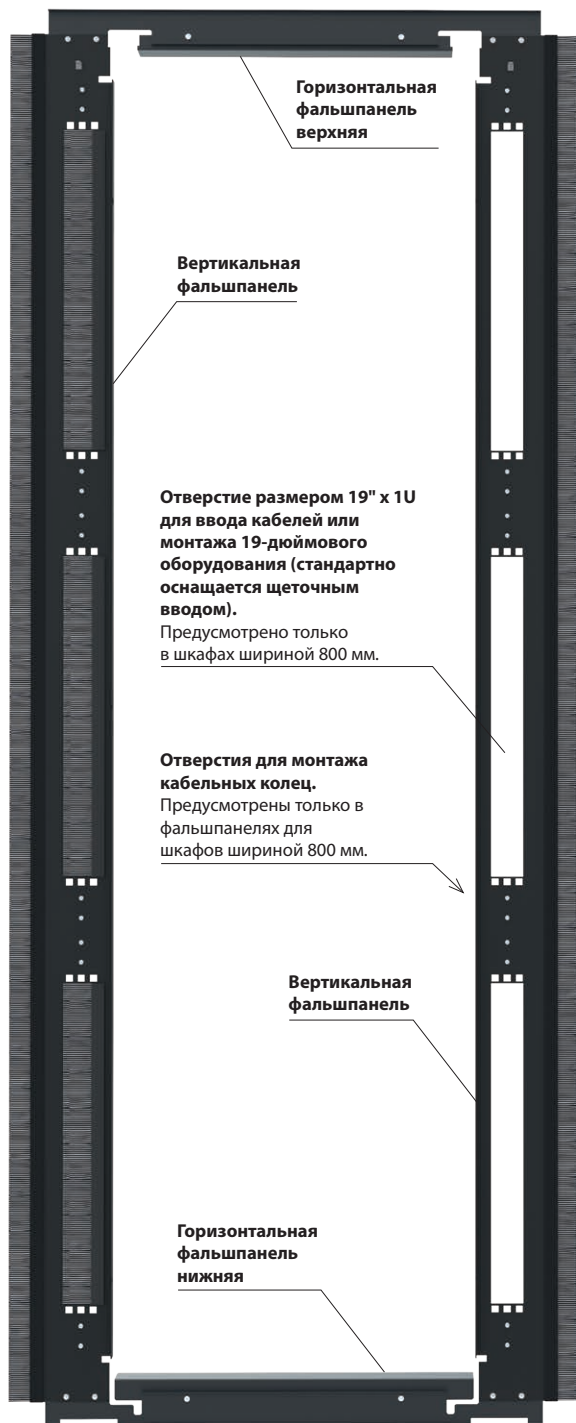 Горизонтальная
фальшпанель
верхняя
Вертикальная
фальшпанель
Отверстие размером 19" х 1U
для ввода кабелей или
монтажа 19-дюймового
оборудования (стандартно
оснащается щеточным
вводом).
Предусмотрено только
в шкафах шириной 800 мм.
Отверстия для монтажа
кабельных колец.
Предусмотрены только в
фальшпанелях для
шкафов шириной 800 мм.
Вертикальная
фальшпанель
Горизонтальная
фальшпанель
нижняя